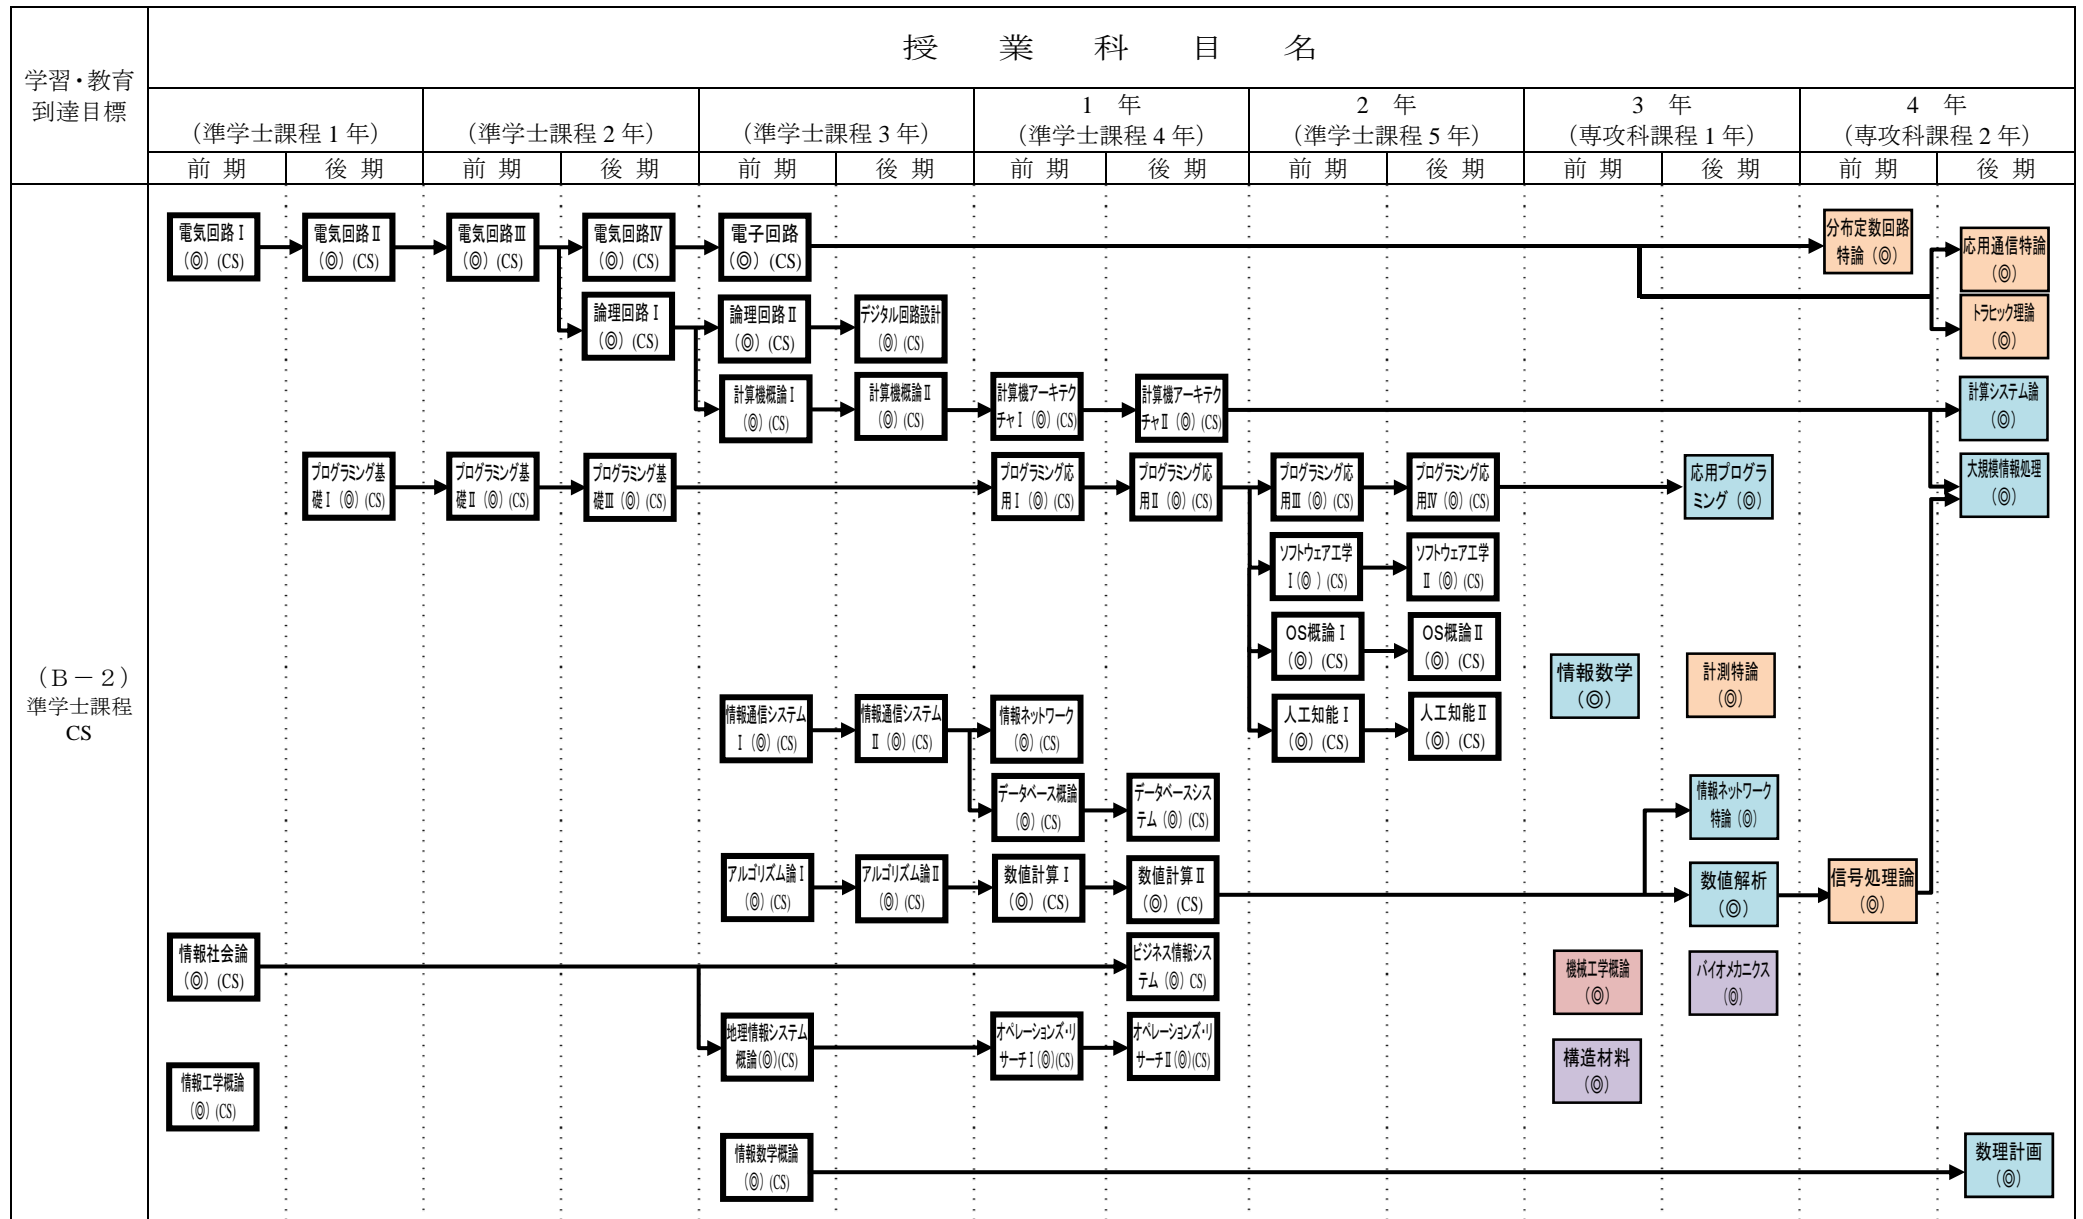 授　業　科　目　名
学習・教育
到達目標
1　年
2　年
3　年
4　年
（準学士課程 1 年）
（準学士課程 2 年）
（準学士課程 3 年）
（準学士課程 4 年）
（準学士課程 5 年）
（専攻科課程 1 年）
（専攻科課程 2 年）
前 期
後 期
前 期
後 期
前 期
後 期
前 期
後 期
前 期
後 期
前 期
後 期
前 期
後 期
（B－2）
準学士課程
CS
電気回路Ⅰ
(◎) (CS)
電気回路Ⅱ
(◎) (CS)
電気回路Ⅲ
(◎) (CS)
電気回路Ⅳ
(◎) (CS)
電子回路
(◎) (CS)
分布定数回路
特論（◎）
応用通信特論
（◎）
論理回路Ⅰ
(◎) (CS)
論理回路Ⅱ
(◎) (CS)
デジタル回路設計
(◎) (CS)
トラヒック理論
（◎）
計算機概論Ⅰ
(◎) (CS)
計算機概論Ⅱ
(◎) (CS)
計算機アーキテク
チャⅠ (◎) (CS)
計算機アーキテク
チャⅡ (◎) (CS)
計算システム論
（◎）
プログラミング基
礎Ⅰ (◎) (CS)
プログラミング基
礎Ⅱ (◎) (CS)
プログラミング基
礎Ⅲ (◎) (CS)
プログラミング応
用Ⅰ (◎) (CS)
プログラミング応
用Ⅱ (◎) (CS)
プログラミング応
用Ⅲ (◎) (CS)
プログラミング応
用Ⅳ (◎) (CS)
応用プログラ
ミング（◎）
大規模情報処理
（◎）
ソフトウェア工学
Ⅰ(◎ ) (CS)
ソフトウェア工学
Ⅱ (◎) (CS)
OS概論Ⅰ
(◎) (CS)
OS概論Ⅱ
(◎) (CS)
情報数学
（◎）
計測特論
（◎）
情報通信システム
Ⅰ (◎) (CS)
情報通信システム
Ⅱ (◎) (CS)
情報ネットワーク
(◎) (CS)
人工知能Ⅰ
(◎) (CS)
人工知能Ⅱ
(◎) (CS)
データベース概論
(◎) (CS)
データベースシス
テム (◎) (CS)
情報ネットワーク
特論（◎）
アルゴリズム論Ⅰ
(◎) (CS)
アルゴリズム論Ⅱ
(◎) (CS)
数値計算Ⅰ
(◎) (CS)
数値計算Ⅱ
(◎) (CS)
数値解析
（◎）
信号処理論
（◎）
情報社会論
(◎) (CS)
ビジネス情報シス
テム (◎) CS)
機械工学概論
（◎）
バイオメカニクス
（◎）
地理情報システム
概論(◎)(CS)
オペレーションズ・リ
サーチⅠ(◎)(CS)
オペレーションズ・リ
サーチⅡ(◎)(CS)
構造材料
（◎）
情報工学概論
(◎) (CS)
情報数学概論
(◎) (CS)
数理計画
（◎）